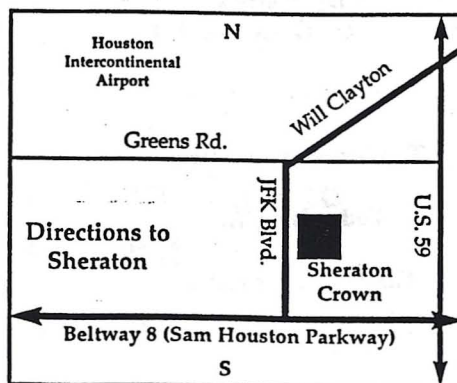 N
Houston
Intercontinental
Airport
Will Clayton
Greens Rd.
JFK Blvd.
U.S. 59
Directions to
Sheraton
Sheraton
Crown
Beltway 8 (Sam Houston Parkway)
S